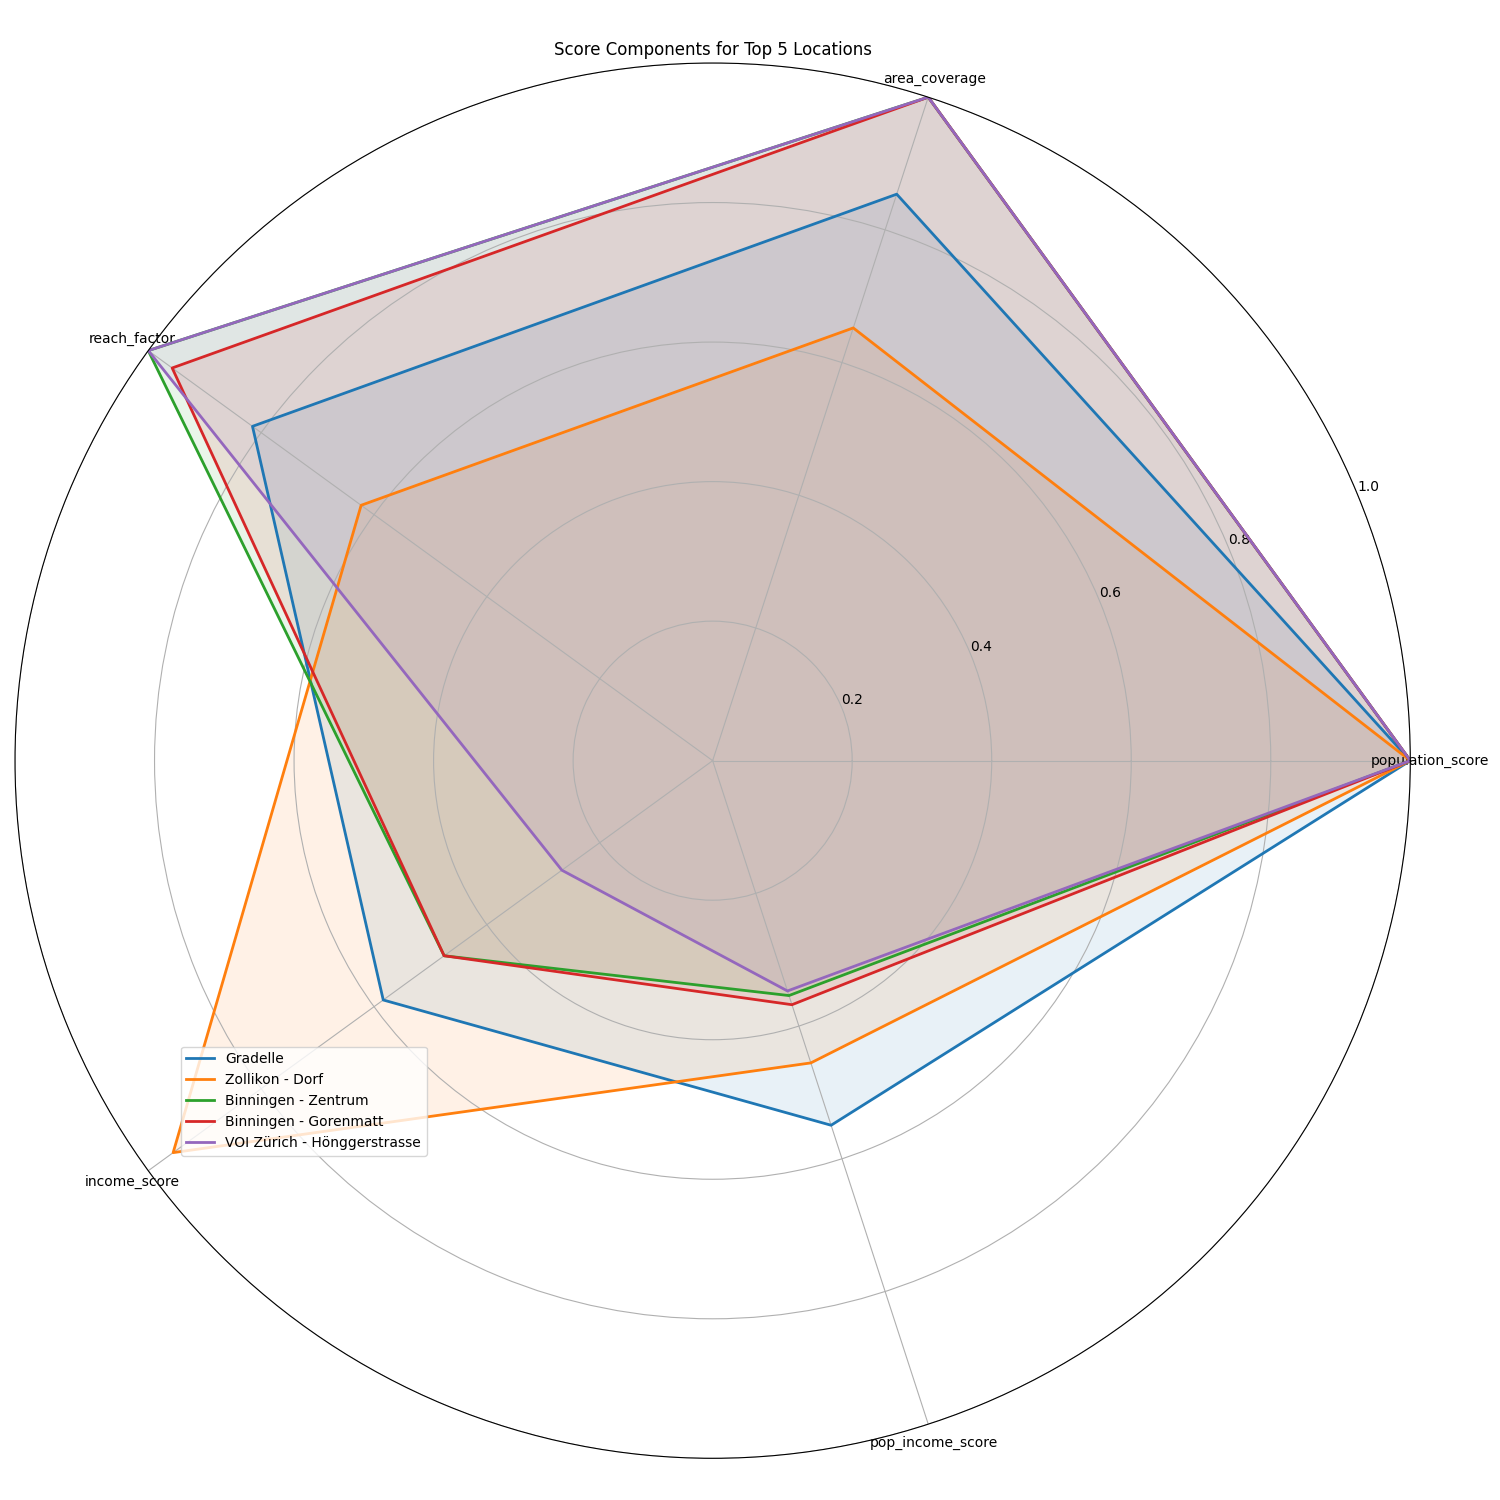 Score Components for Top 5 Locations
area_coverage
reach_factor
1.0
0.8
0.6
0.4
0.2
population_score
Gradelle
Zollikon - Dorf
Binningen - Zentrum
Binningen - Gorenmatt
VOI Zürich - Hönggerstrasse
income_score
pop_income_score